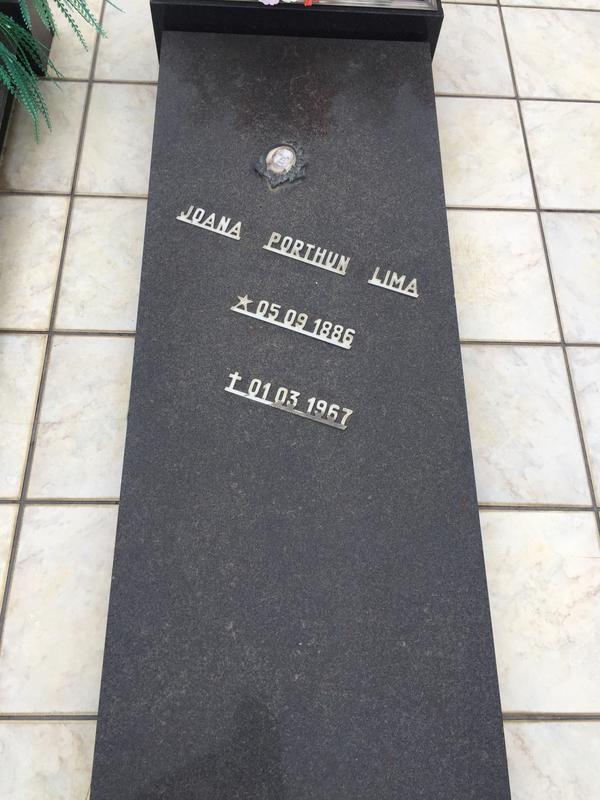 JOANA PORTHUN LIMA
★ 05 09 1886
✝ 01 03 1967